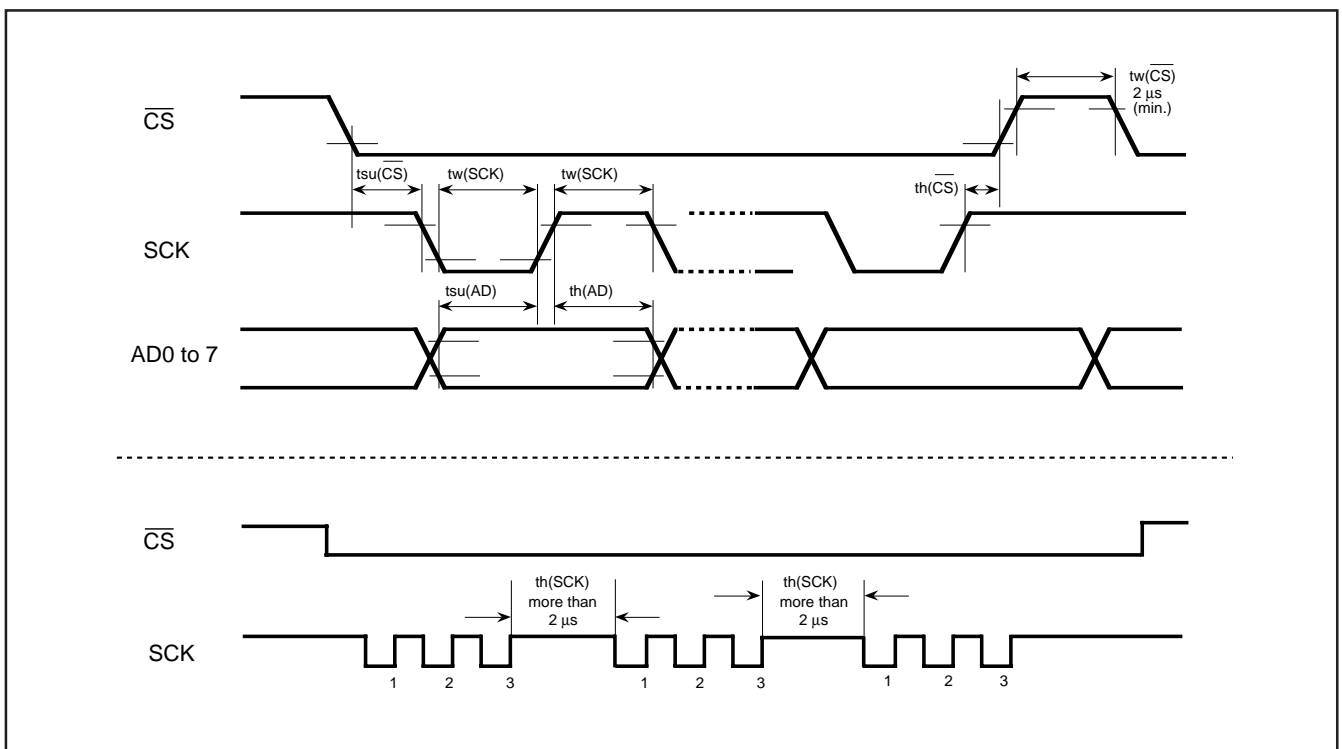 CS
tw(CS)
2 μs
(min.)
tsu(CS)
tw(SCK)
tw(SCK)
th(CS)
SCK
tsu(AD)
th(AD)
AD0 to 7
CS
th(SCK)
more than
2 μs
th(SCK)
more than
2 μs
SCK
1 2 3 1 2 3 1 2 3